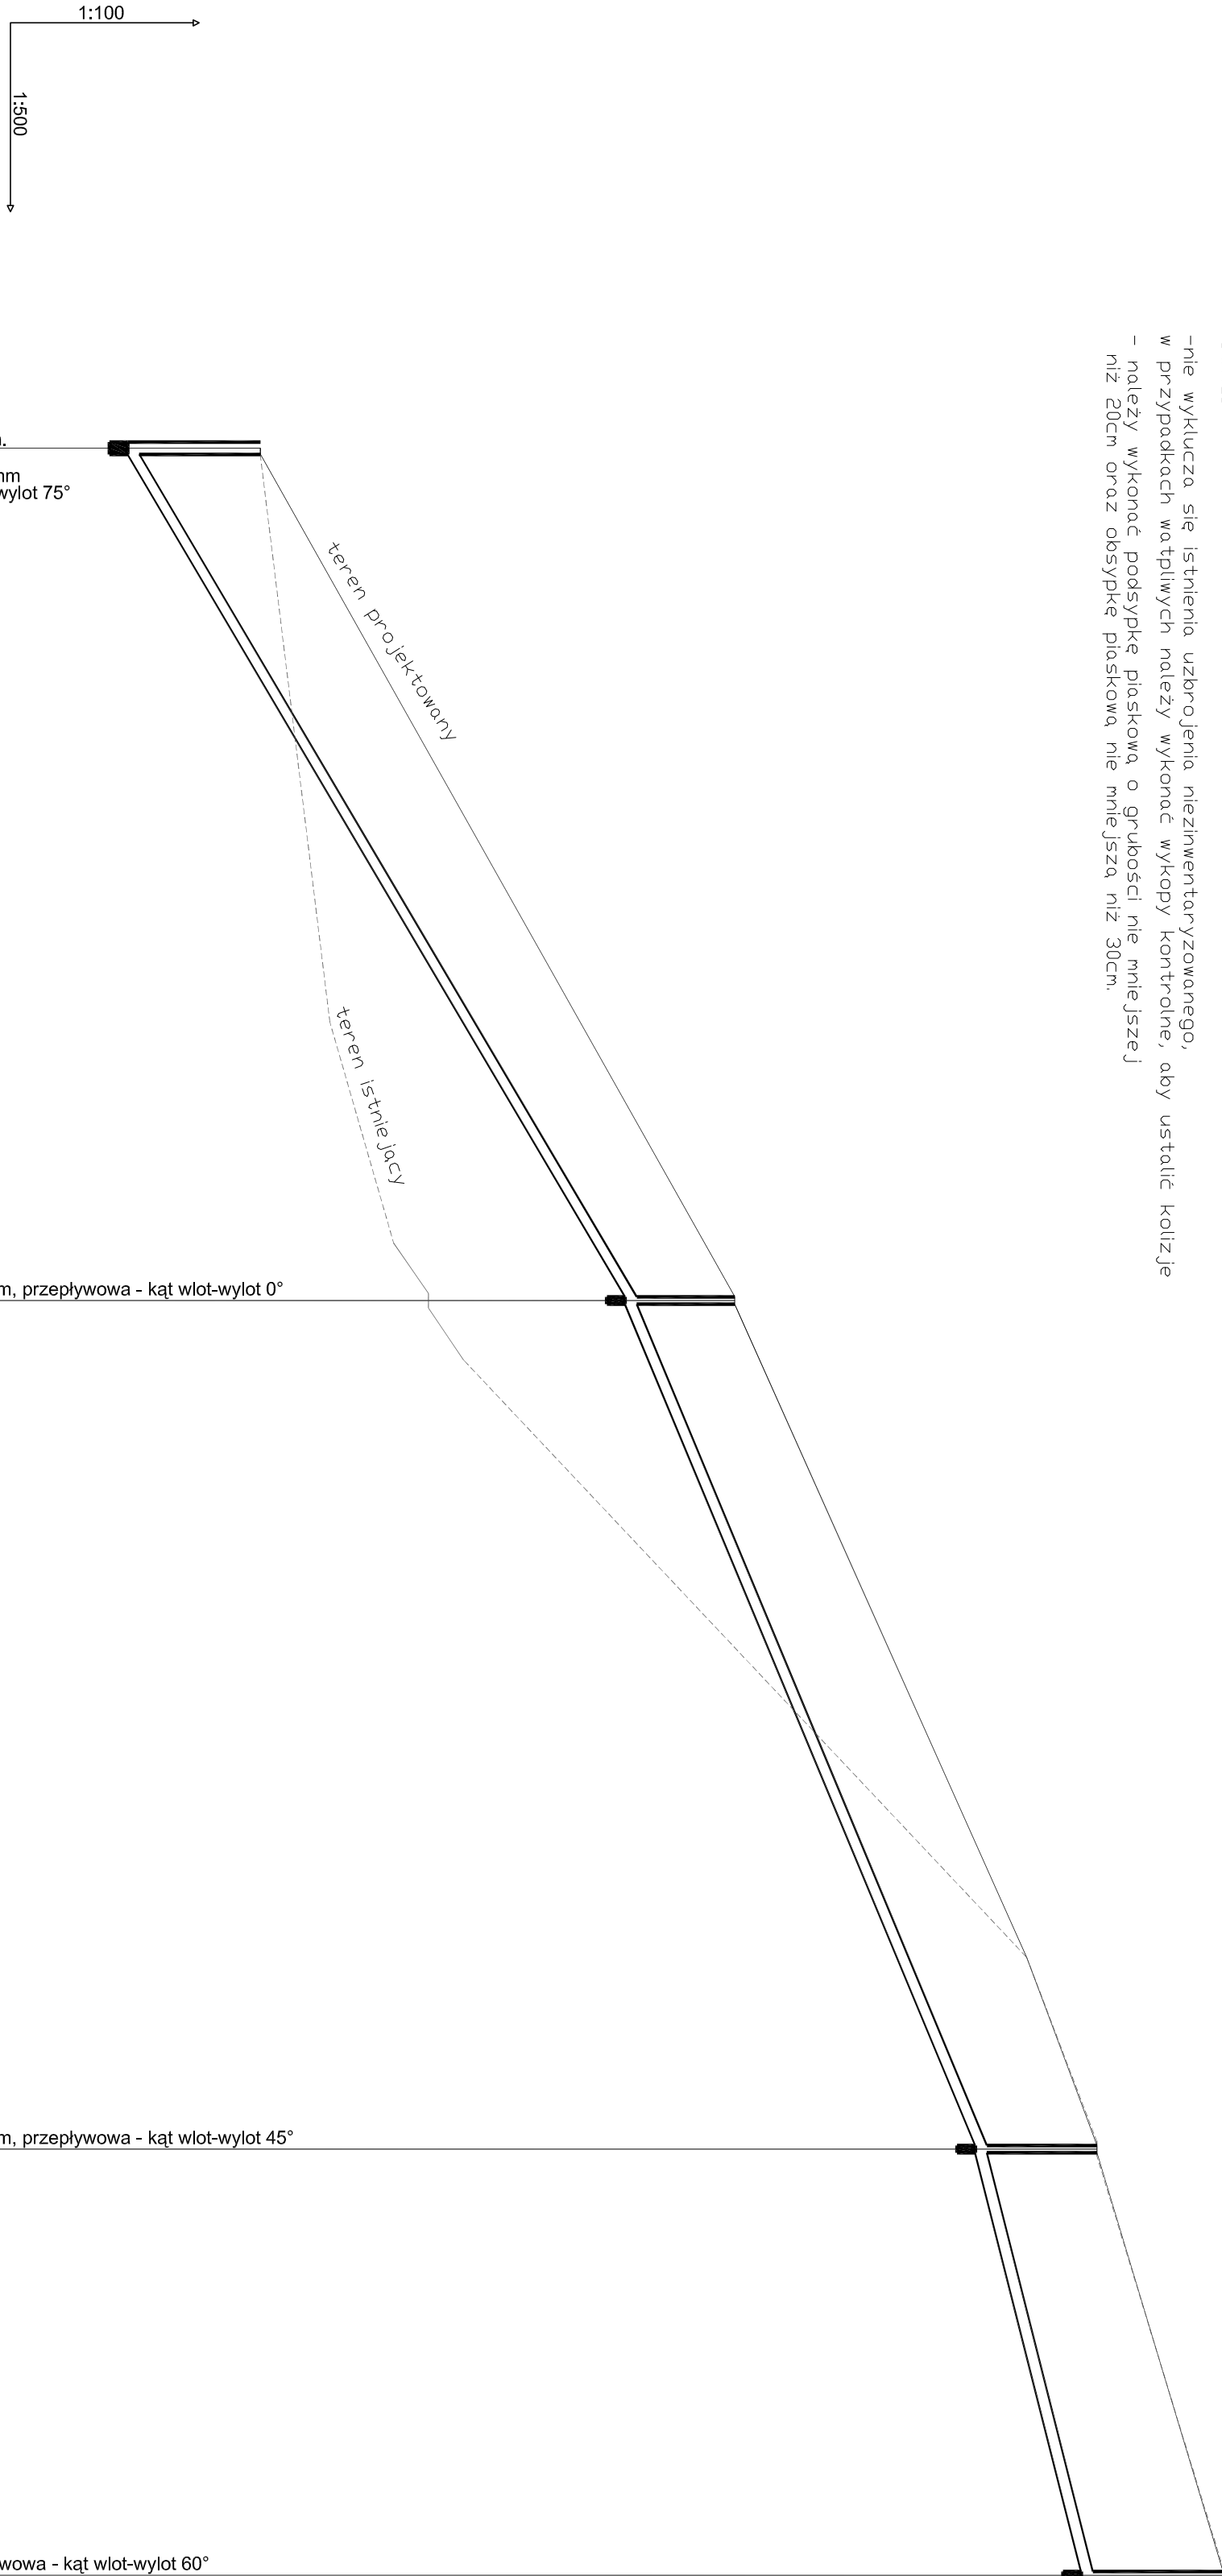 1:100
1:500
-nie wyklucza się istnienia uzbrojenia niezinwentaryzowanego,
w przypadkach watpliwych należy wykonać wykopy kontrolne, aby ustalić kolizje
- należy wykonać podsypkę piaskową o grubości nie mniejszej
niż 20cm oraz obsypkę piaskową nie mniejszą niż 30cm.
wylot 75°
teren projektowany
teren istniejący
m, przepływowa - kąt wlot-wylot 0°
m, przepływowa - kąt wlot-wylot 45°
wowa - kąt wlot-wylot 60°